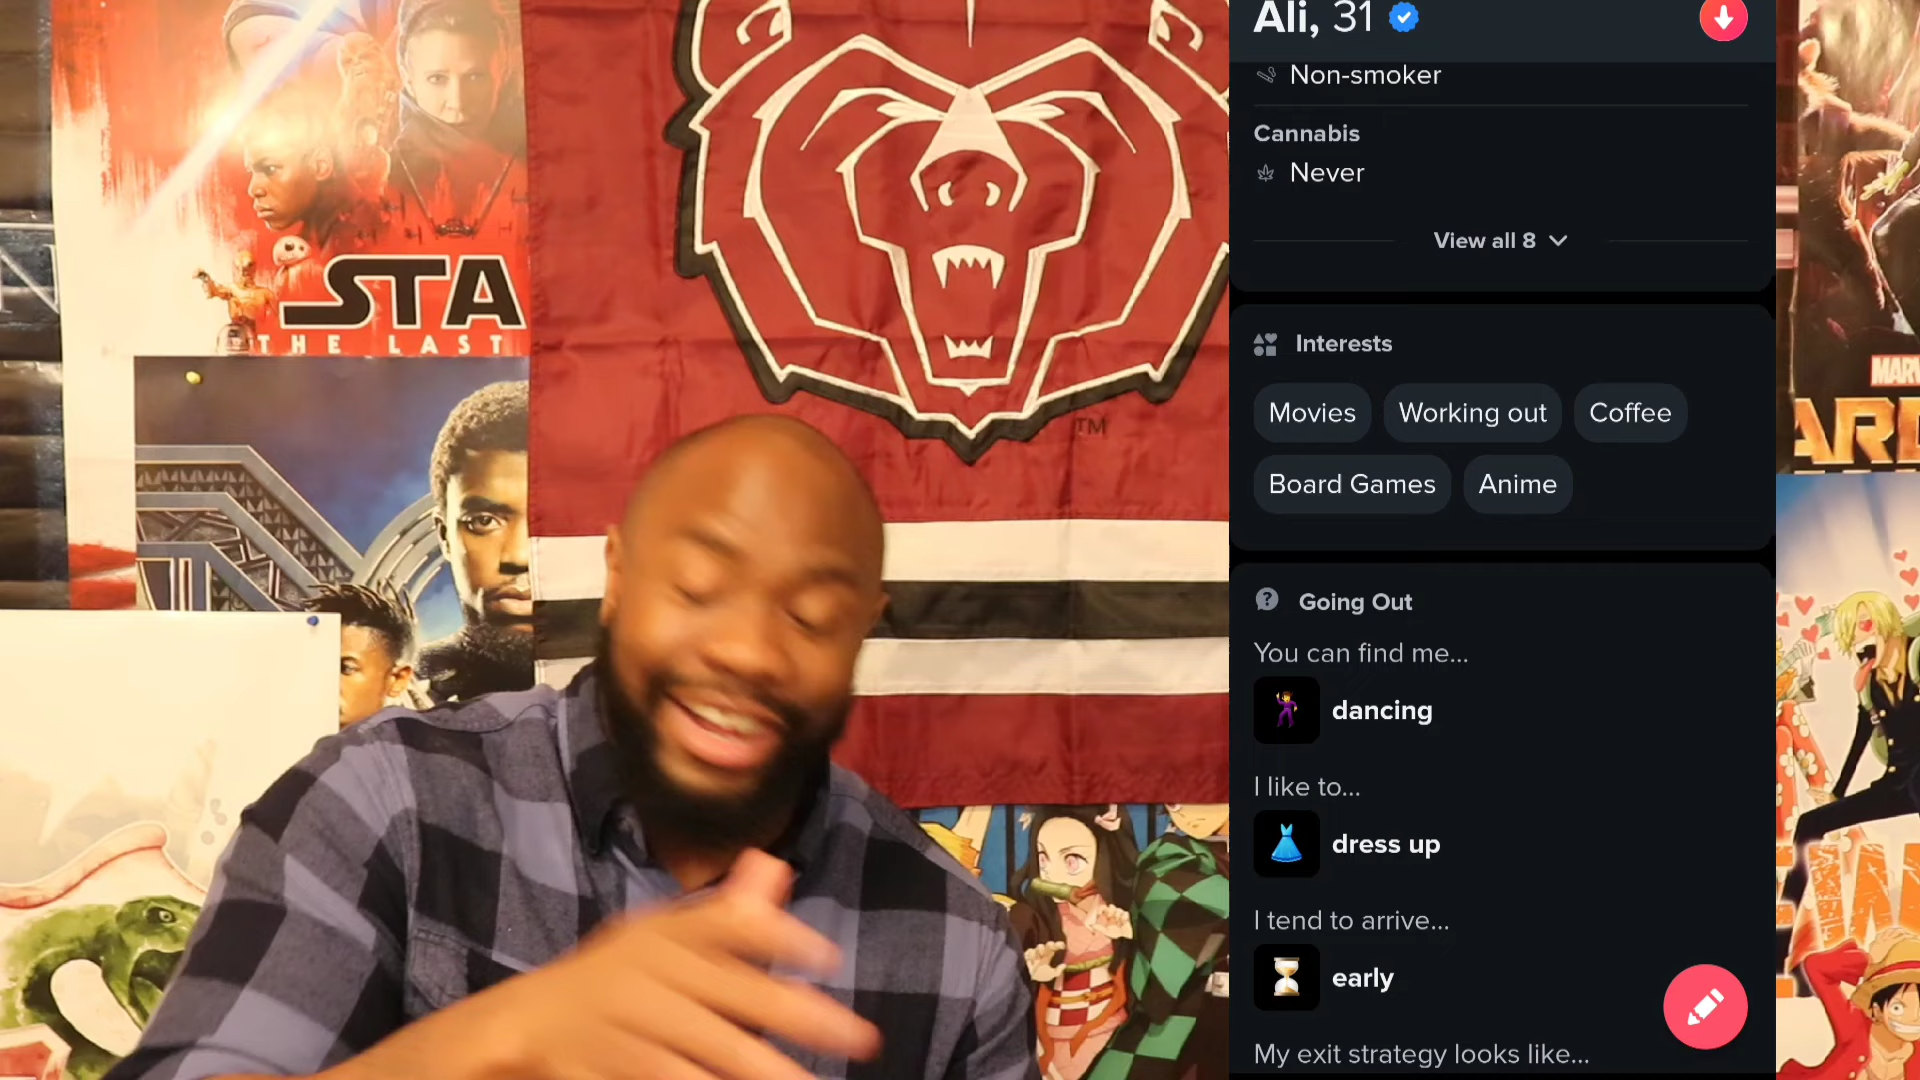 STA
THE LAST
TM
MARV
ARD
Ali, 31
Non-smoker
Cannabis
Never
View all 8
Interests
Movies
Working out
Coffee
Board Games
Anime
Going Out
You can find me...
dancing
I like to...
dress up
I tend to arrive...
early
My exit strategy looks like...